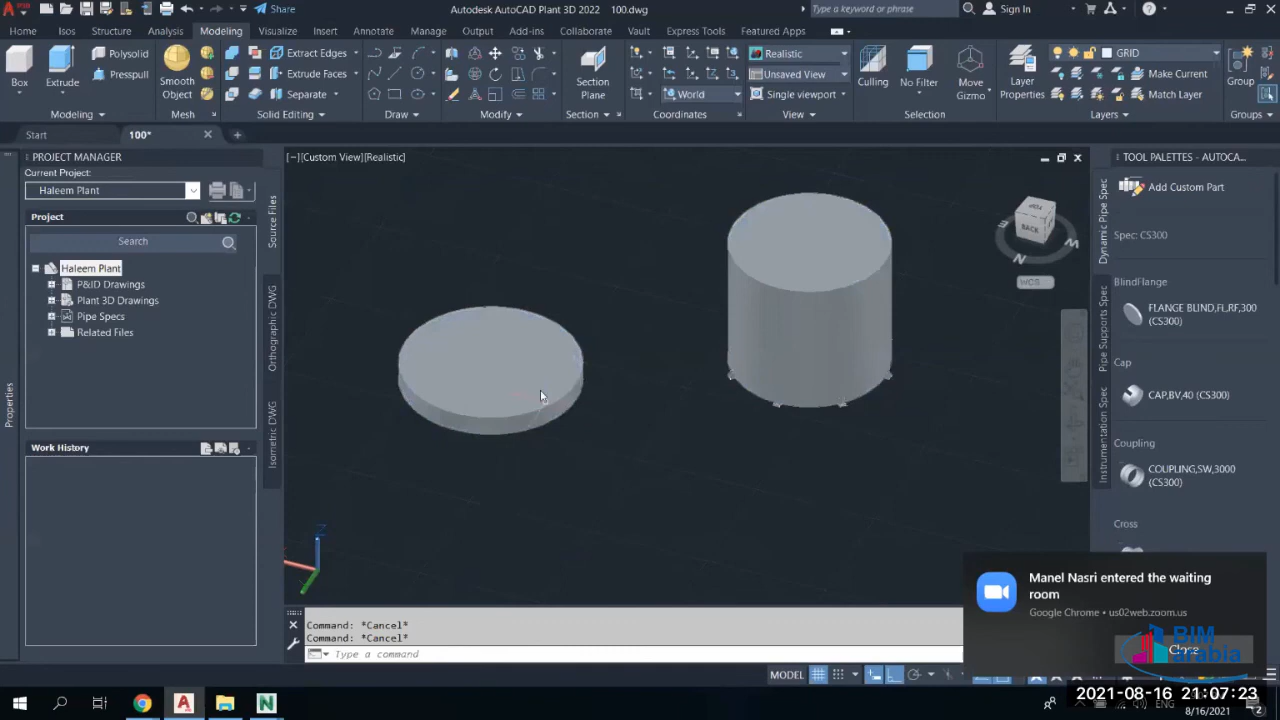 Share
Autodesk AutoCAD Plant 3D 2022 100.dwg
Type a keyword or phrase
Sign In
Home
Isos
Structure
Analysis
Modeling
Visualize
Insert
Annotate
Manage
Output
Add-ins
Collaborate
Vault
Express Tools
Featured Apps
Box
Extrude
Polysolid
Presspull
Smooth Object
Extract Edges
Extrude Faces
Separate
Section Plane
Realistic
Unsaved View
World
Single viewport
Culling
No Filter
Move Gizmo
Layer Properties
GRID
Make Current
Match Layer
Group
Modeling
Mesh
Solid Editing
Draw
Modify
Section
Coordinates
View
Selection
Layers
Groups
Start
100*
PROJECT MANAGER
Current Project:
Haleem Plant
Project
Search
Haleem Plant
P&ID Drawings
Plant 3D Drawings
Pipe Specs
Related Files
Work History
Properties
Source Files
Orthographic DWG
Isometric DWG
[−][Custom View][Realistic]
BACK
E
W
N
WCS
Z
TOOL PALETTES - AUTOCA...
Dynamic Pipe Spec
Pipe Supports Spec
Instrumentation Spec
Add Custom Part
Spec: CS300
BlindFlange
FLANGE BLIND,FL,RF,300
(CS300)
Cap
CAP,BV,40 (CS300)
Coupling
COUPLING,SW,3000
(CS300)
Cross
Manel Nasri entered the waiting
room
Google Chrome • us02web.zoom.us
Close
BIM
arabia
Command: *Cancel*
Command: *Cancel*
Type a command
MODEL
2021-08-16 21:07:23
ENG
8/16/2021
2